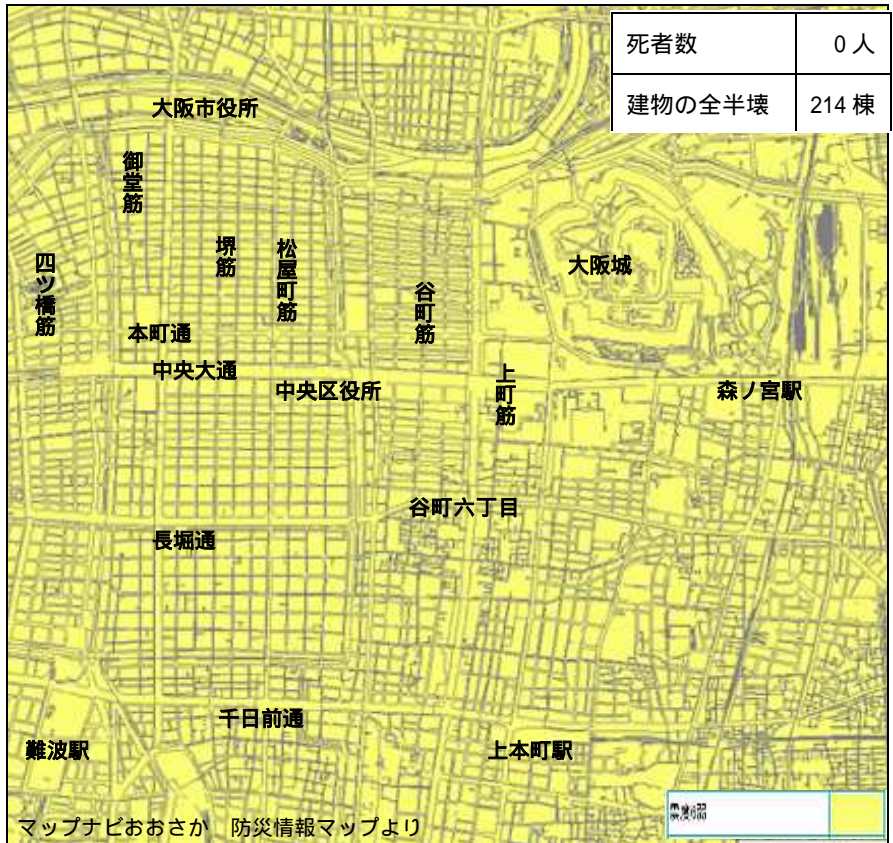 死者数 0人
建物の全半壊 214棟
大阪市役所
御堂筋
堺筋
松屋町筋
四ツ橋筋
谷町筋
大阪城
本町通
中央大通
中央区役所
上町筋
森ノ宮駅
谷町六丁目
長堀通
千日前通
難波駅
上本町駅
震度6弱
マップナビおおさか 防災情報マップより